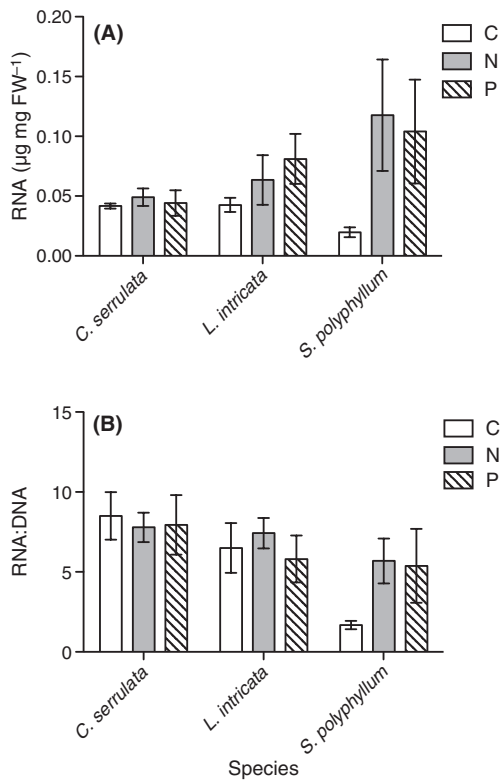 (A)
C
N
P
0.20
0.15
0.10
0.05
0.00
RNA (µg mg FW⁻¹)
C. serrulata
L. intricata
S. polyphyllum
(B)
C
N
P
15
10
5
0
RNA:DNA
C. serrulata
L. intricata
S. polyphyllum
Species